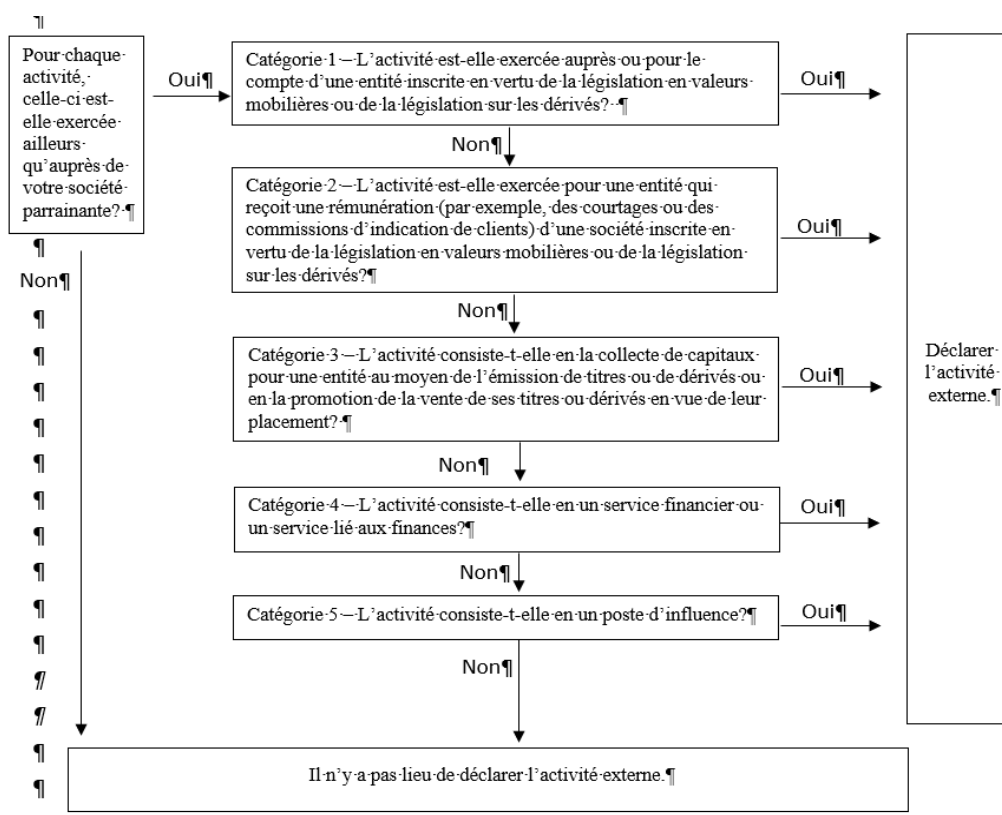 ¶
Pour·chaque·
activité,·
celle-ci·est-
elle·exercée·
ailleurs·
qu’auprès·de·
votre·société·
parrainante?·¶
Oui¶
Catégorie·1·–·L’activité·est-elle·exercée·auprès·ou·pour·le·
compte·d’une·entité·inscrite·en·vertu·de·la·législation·en·valeurs·
mobilières·ou·de·la·législation·sur·les·dérivés?··¶
Oui¶
Non¶
Catégorie·2·–·L’activité·est-elle·exercée·pour·une·entité·qui·
reçoit·une·rémunération·(par·exemple,·des·courtages·ou·des·
commissions·d’indication·de·clients)·d’une·société·inscrite·en·
vertu·de·la·législation·en·valeurs·mobilières·ou·de·la·législation·
sur·les·dérivés?¶
Oui¶
¶
Non¶
Non¶
¶
¶
¶
¶
¶
¶
¶
¶
¶
¶
¶
¶
¶
¶
Catégorie·3·–·L’activité·consiste-t-elle·en·la·collecte·de·capitaux·
pour·une·entité·au·moyen·de·l’émission·de·titres·ou·de·dérivés·ou·
en·la·promotion·de·la·vente·de·ses·titres·ou·dérivés·en·vue·de·leur·
placement?·¶
Oui¶
Non¶
Catégorie·4·–·L’activité·consiste-t-elle·en·un·service·financier·ou·
un·service·lié·aux·finances?¶
Oui¶
Non¶
Catégorie·5·–·L’activité·consiste-t-elle·en·un·poste·d’influence?¶
Oui¶
Non¶
Déclarer·
l’activité·
externe.¶
Il·n’y·a·pas·lieu·de·déclarer·l’activité·externe.¶